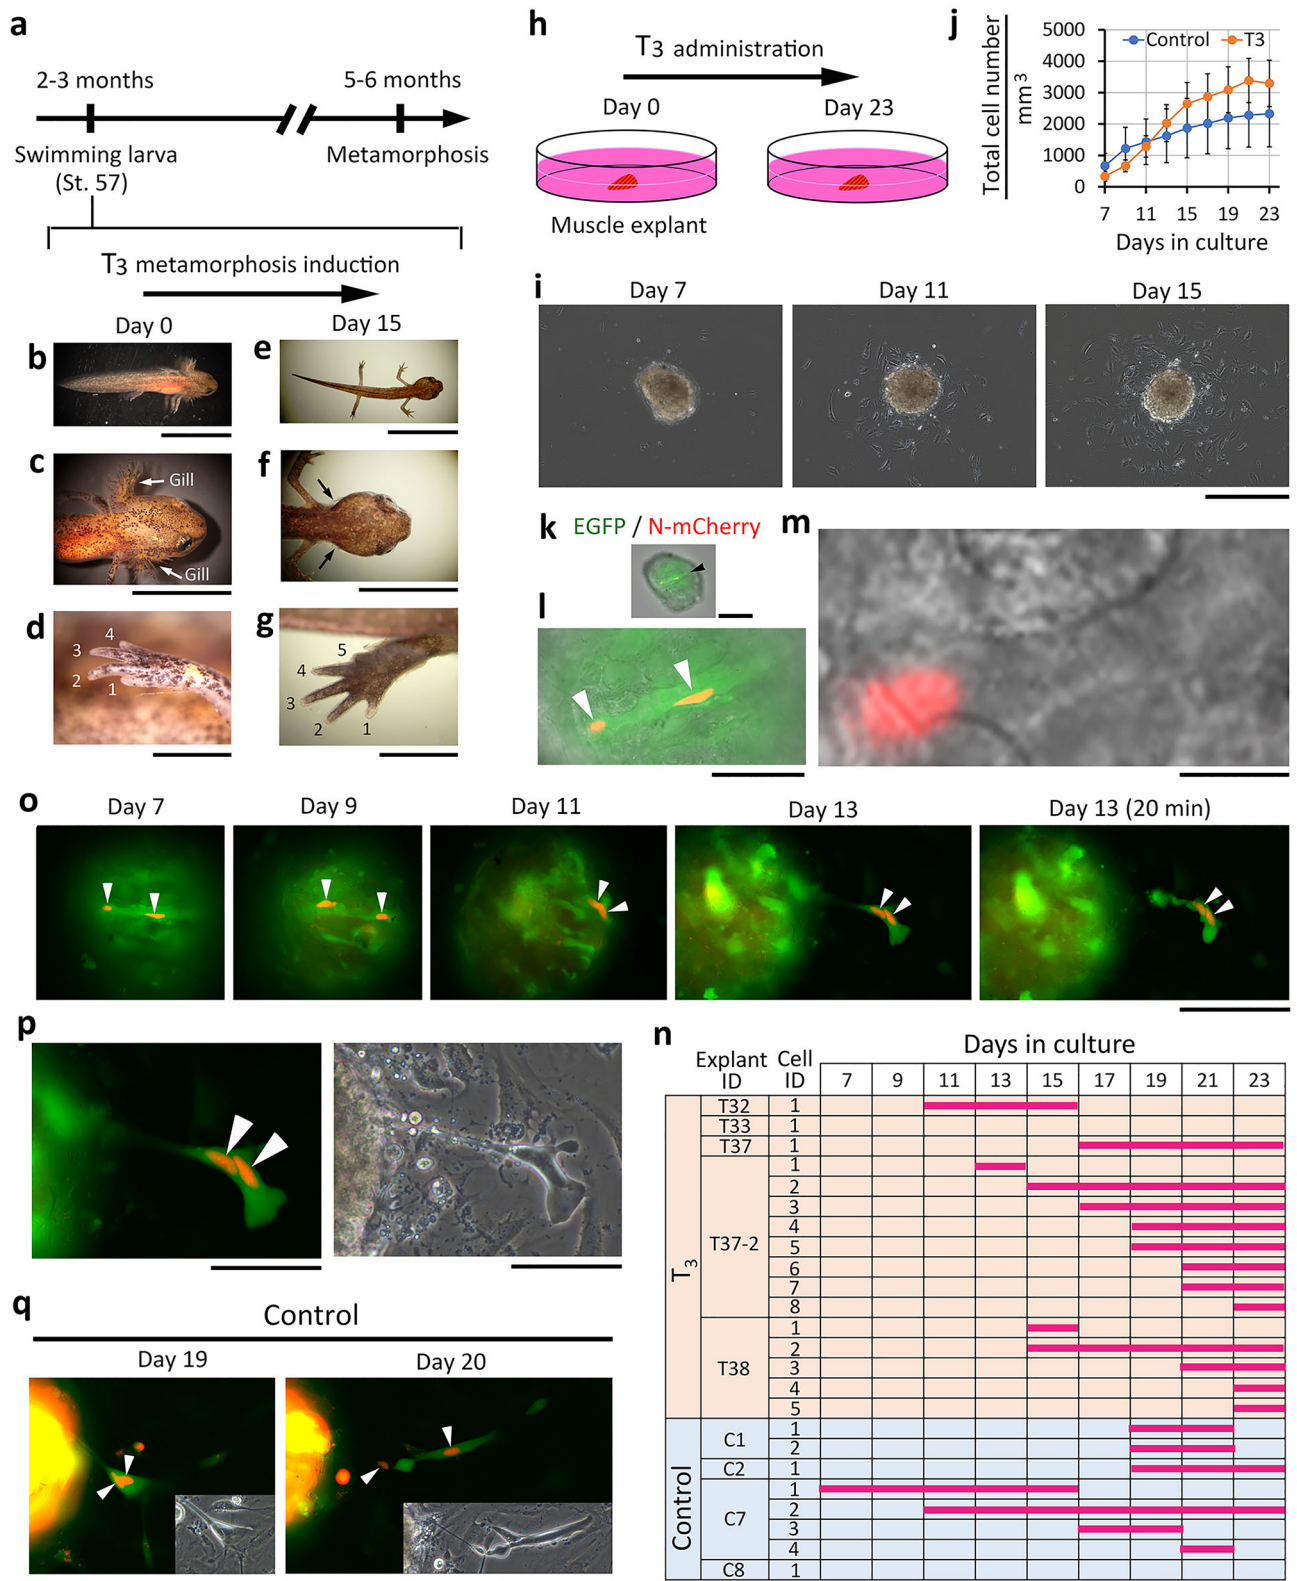 a
2-3 months
5-6 months
Swimming larva
(St. 57)
Metamorphosis
T3 metamorphosis induction
Day 0
Day 15
b
e
c
Gill
Gill
f
d
4
3
2
1
g
5
4
3
2
1
h
T3 administration
Day 0
Day 23
Muscle explant
j
Total cell number
mm3
5000
4000
3000
2000
1000
0
Control
T3
7
11
15
19
23
Days in culture
i
Day 7
Day 11
Day 15
k
EGFP / N-mCherry
l
m
o
Day 7
Day 9
Day 11
Day 13
Day 13 (20 min)
p
q
Control
Day 19
Day 20
n
Days in culture
Explant ID
Cell ID
7 9 11 13 15 17 19 21 23
T3
T32 1
T33 1
T37 1
T37-2
1
2
3
4
5
6
7
8
T38
1
2
3
4
5
Control
C1
1
2
C2 1
C7
1
2
3
4
C8 1